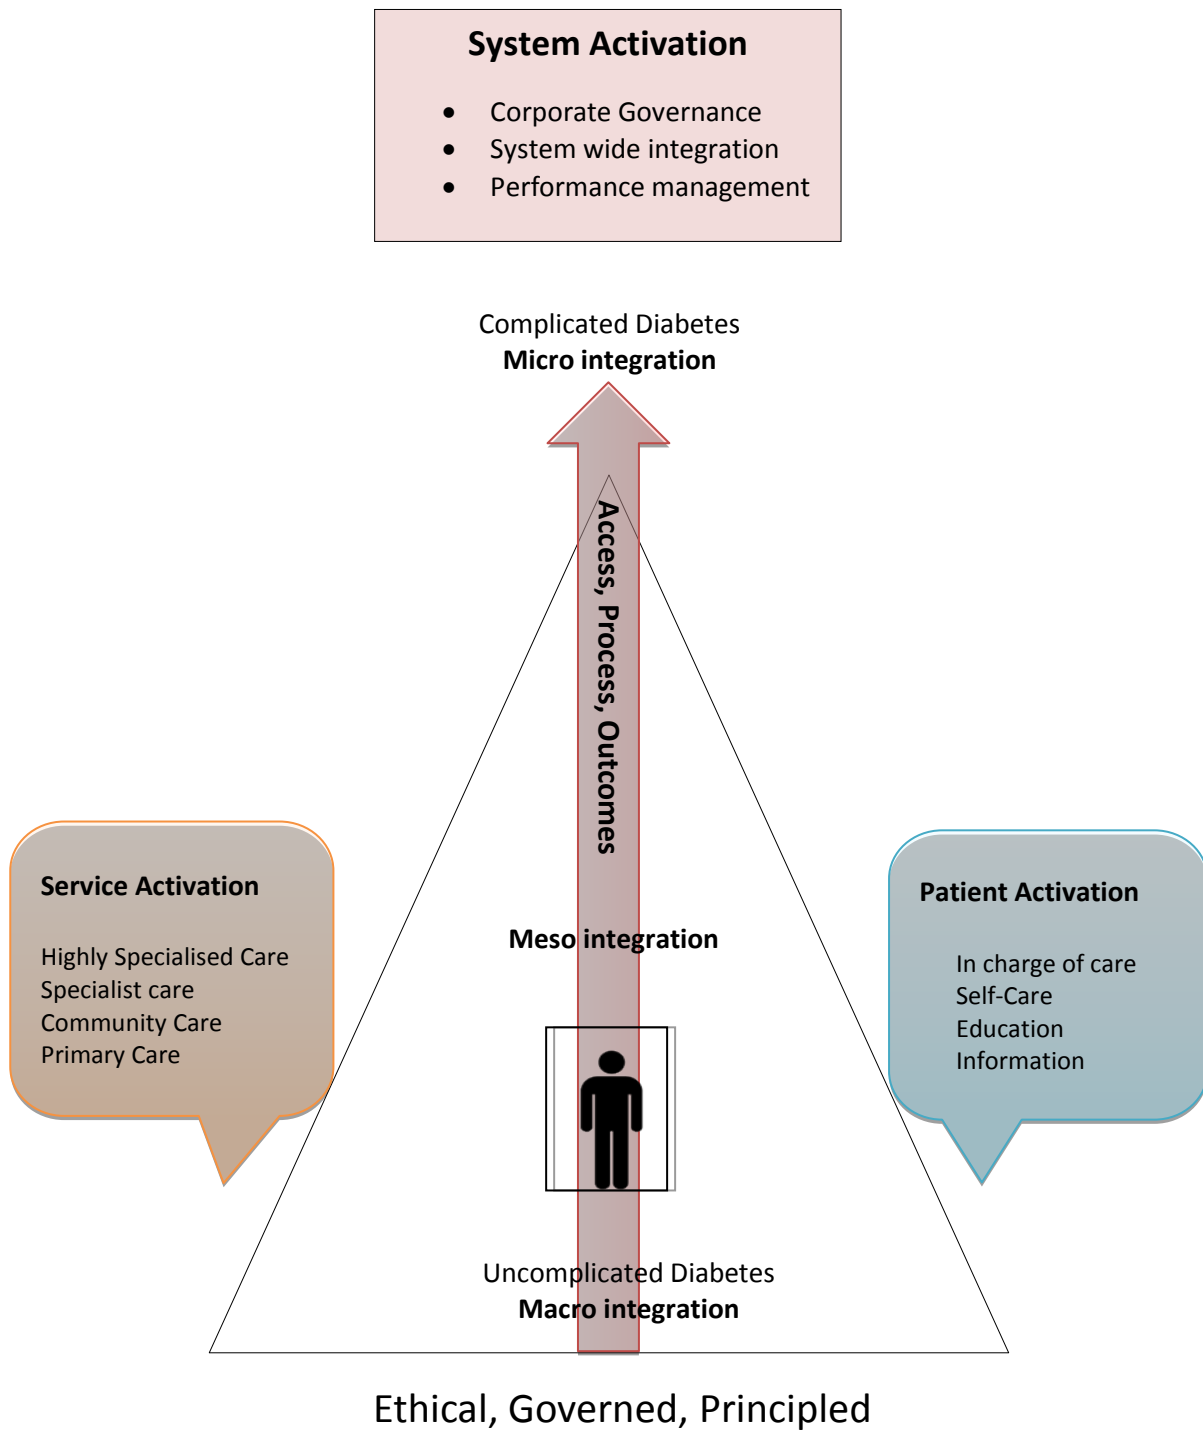 System Activation
• Corporate Governance
• System wide integration
• Performance management
Complicated Diabetes
Micro integration
Access, Process, Outcomes
Service Activation
Highly Specialised Care
Specialist care
Community Care
Primary Care
Meso integration
Patient Activation
In charge of care
Self-Care
Education
Information
Uncomplicated Diabetes
Macro integration
Ethical, Governed, Principled